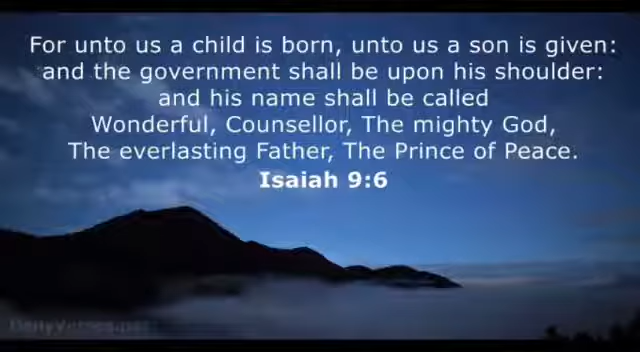 For unto us a child is born, unto us a son is given:
and the government shall be upon his shoulder:
and his name shall be called
Wonderful, Counsellor, The mighty God,
The everlasting Father, The Prince of Peace.
Isaiah 9:6
DailyVerses.net